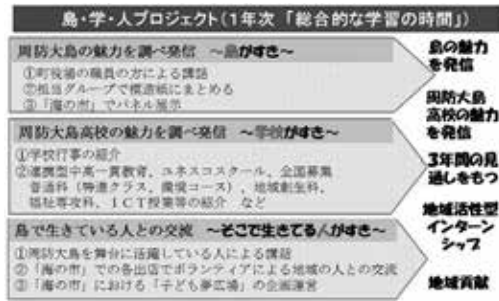 島・学・人プロジェクト(1年次 「総合的な学習の時間」)
周防大島の魅力を調べ発信 ～島がすき～
①町役場の職員の方による講話
②担当グループで模造紙にまとめる
③「海の市」でパネル展示
周防大島高校の魅力を調べ発信 ～学校がすき～
①学校行事の紹介
②連携型中高一貫教育、ユネスコスクール、全国募集
普通科(特進クラス、環境コース)、地域創生科、
福祉専攻科、ICT授業等の紹介 など
島で生きている人との交流 ～そこで生きてる人がすき～
①周防大島を舞台に活躍している人による講話
②「海の市」での各出店でボランティアによる地域の人との交流
③「海の市」における「子ども夢広場」の企画運営
島の魅力
を発信
周防大島
高校の魅力
を発信
3年間の見
通しをもつ
地域活性型
インターン
シップ
地域貢献